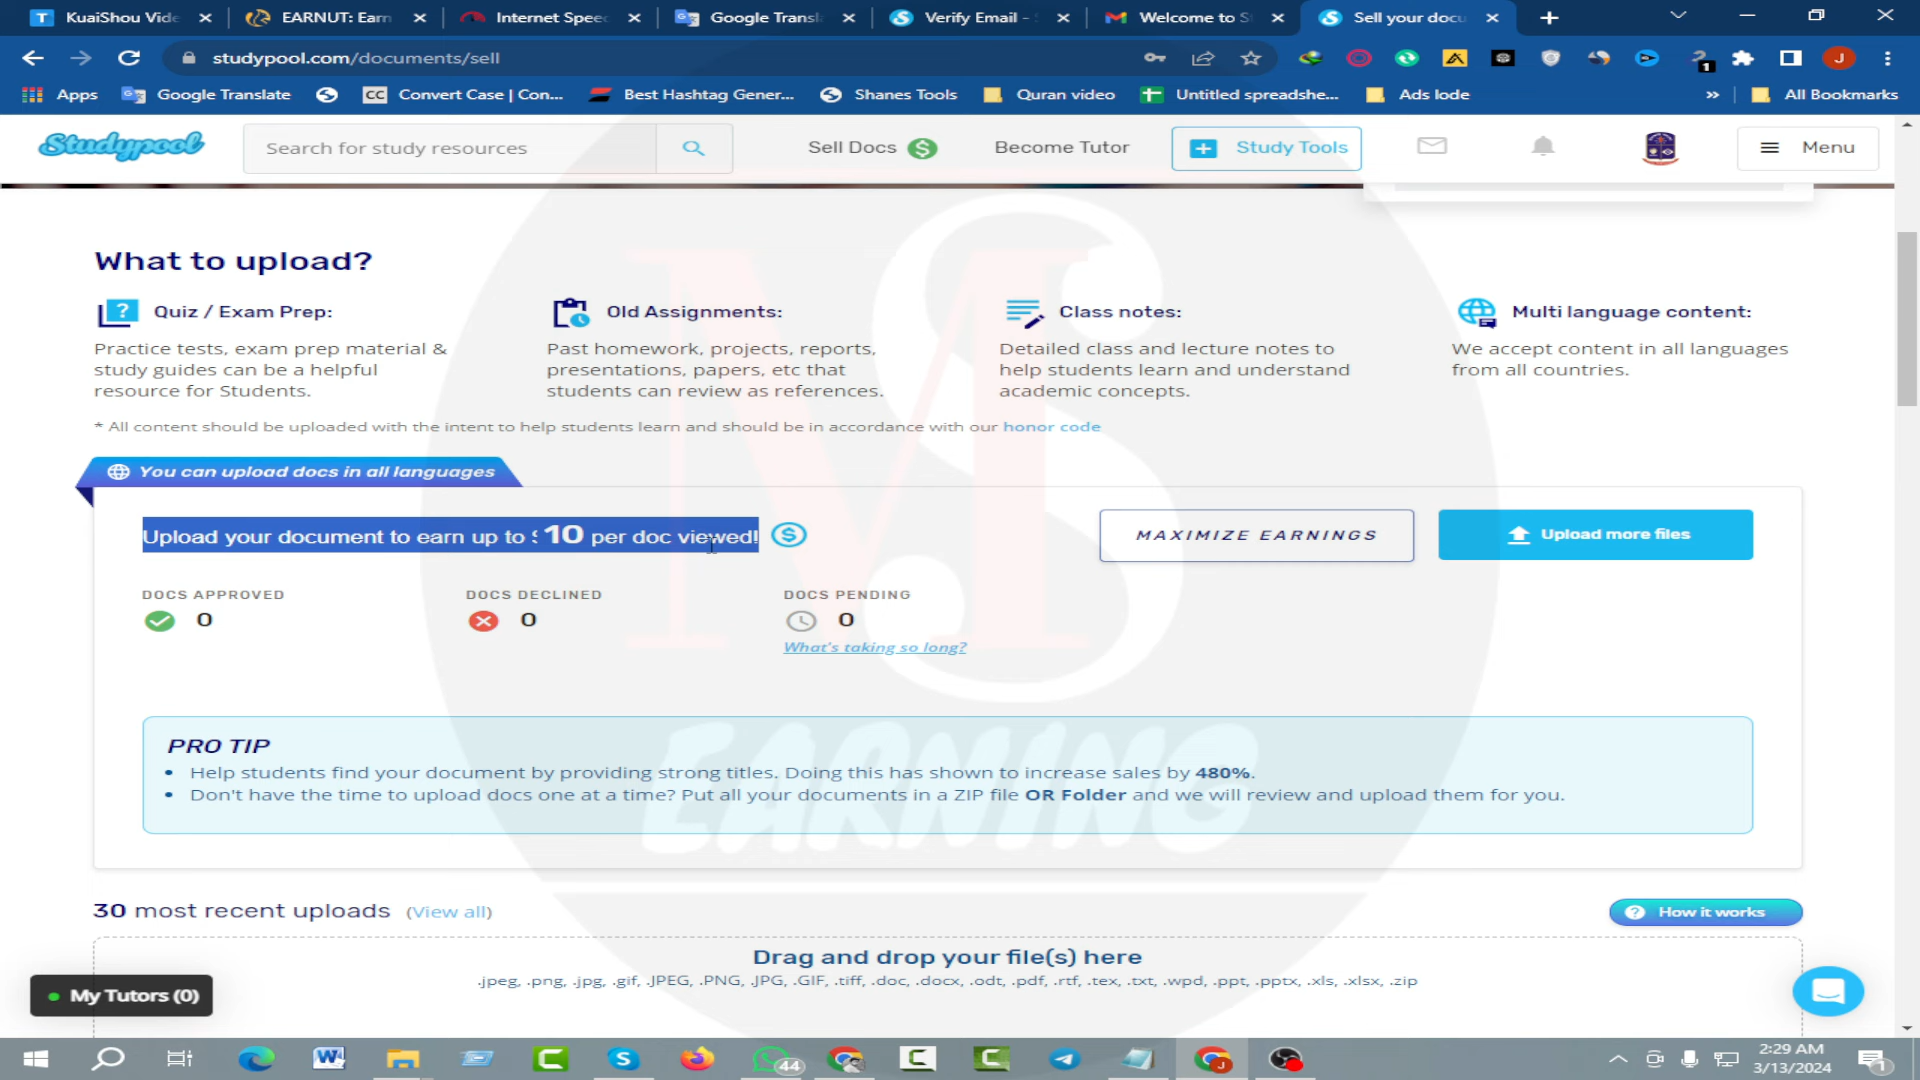 KuaiShou Vide
EARNUT: Earn
Internet Spee
Google Transl
Verify Email -
Welcome to S
Sell your docu
studypool.com/documents/sell
1
J
Apps
Google Translate
CC
Convert Case | Con...
Best Hashtag Gener...
Shanes Tools
Quran video
Untitled spreadshe...
Ads lode
»
All Bookmarks
Studypool
Search for study resources
Sell Docs
Become Tutor
Study Tools
Menu
What to upload?
Quiz / Exam Prep:
Practice tests, exam prep material &
study guides can be a helpful
resource for Students.
Old Assignments:
Past homework, projects, reports,
presentations, papers, etc that
students can review as references.
Class notes:
Detailed class and lecture notes to
help students learn and understand
academic concepts.
Multi language content:
We accept content in all languages
from all countries.
* All content should be uploaded with the intent to help students learn and should be in accordance with our honor code
You can upload docs in all languages
Upload your document to earn up to $ 10 per doc viewed!
MAXIMIZE EARNINGS
Upload more files
DOCS APPROVED
0
DOCS DECLINED
0
DOCS PENDING
0
What's taking so long?
PRO TIP
• Help students find your document by providing strong titles. Doing this has shown to increase sales by 480%.
• Don't have the time to upload docs one at a time? Put all your documents in a ZIP file OR Folder and we will review and upload them for you.
MS
EARNING
30 most recent uploads (View all)
How it works
Drag and drop your file(s) here
.jpeg, .png, .jpg, .gif, .JPEG, .PNG, .JPG, .GIF, .tiff, .doc, .docx, .odt, .pdf, .rtf, .tex, .txt, .wpd, .ppt, .pptx, .xls, .xlsx, .zip
My Tutors (0)
44
2:29 AM
3/13/2024
1